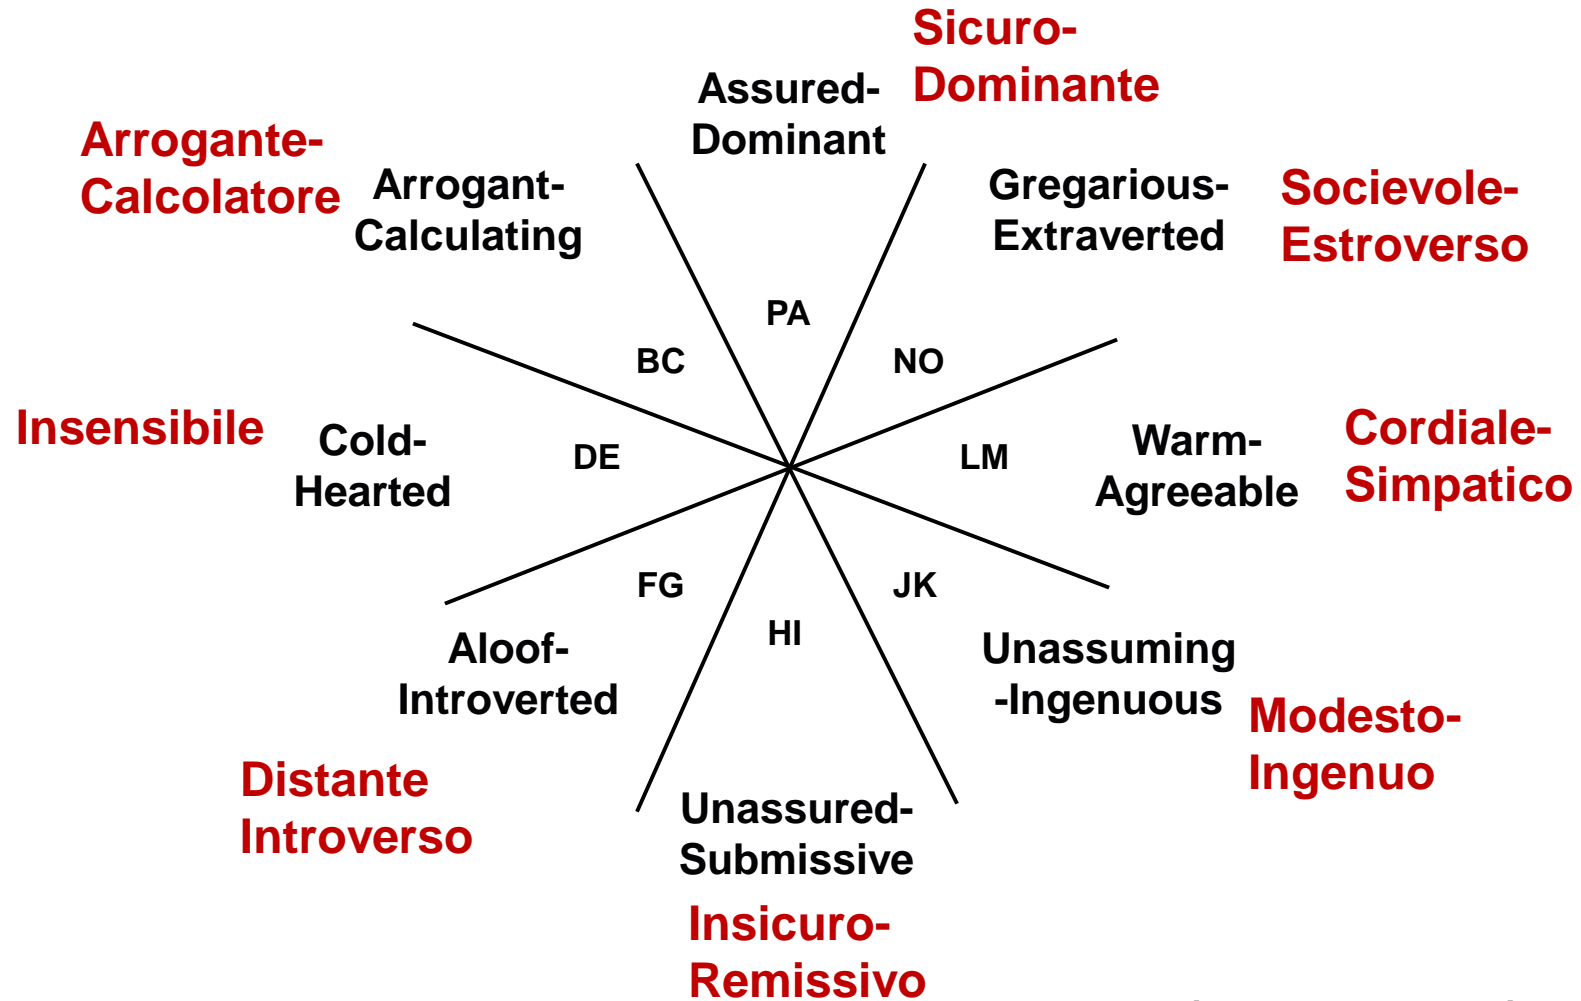 Sicuro-
Dominante
Assured-
Dominant
Arrogante-
Calcolatore
Arrogant-
Calculating
Gregarious-
Extraverted
Socievole-
Estroverso
PA
BC
NO
Insensibile
Cold-
Hearted
DE
LM
Warm-
Agreeable
Cordiale-
Simpatico
FG
JK
HI
Aloof-
Introverted
Unassuming
-Ingenuous
Modesto-
Ingenuo
Distante
Introverso
Unassured-
Submissive
Insicuro-
Remissivo